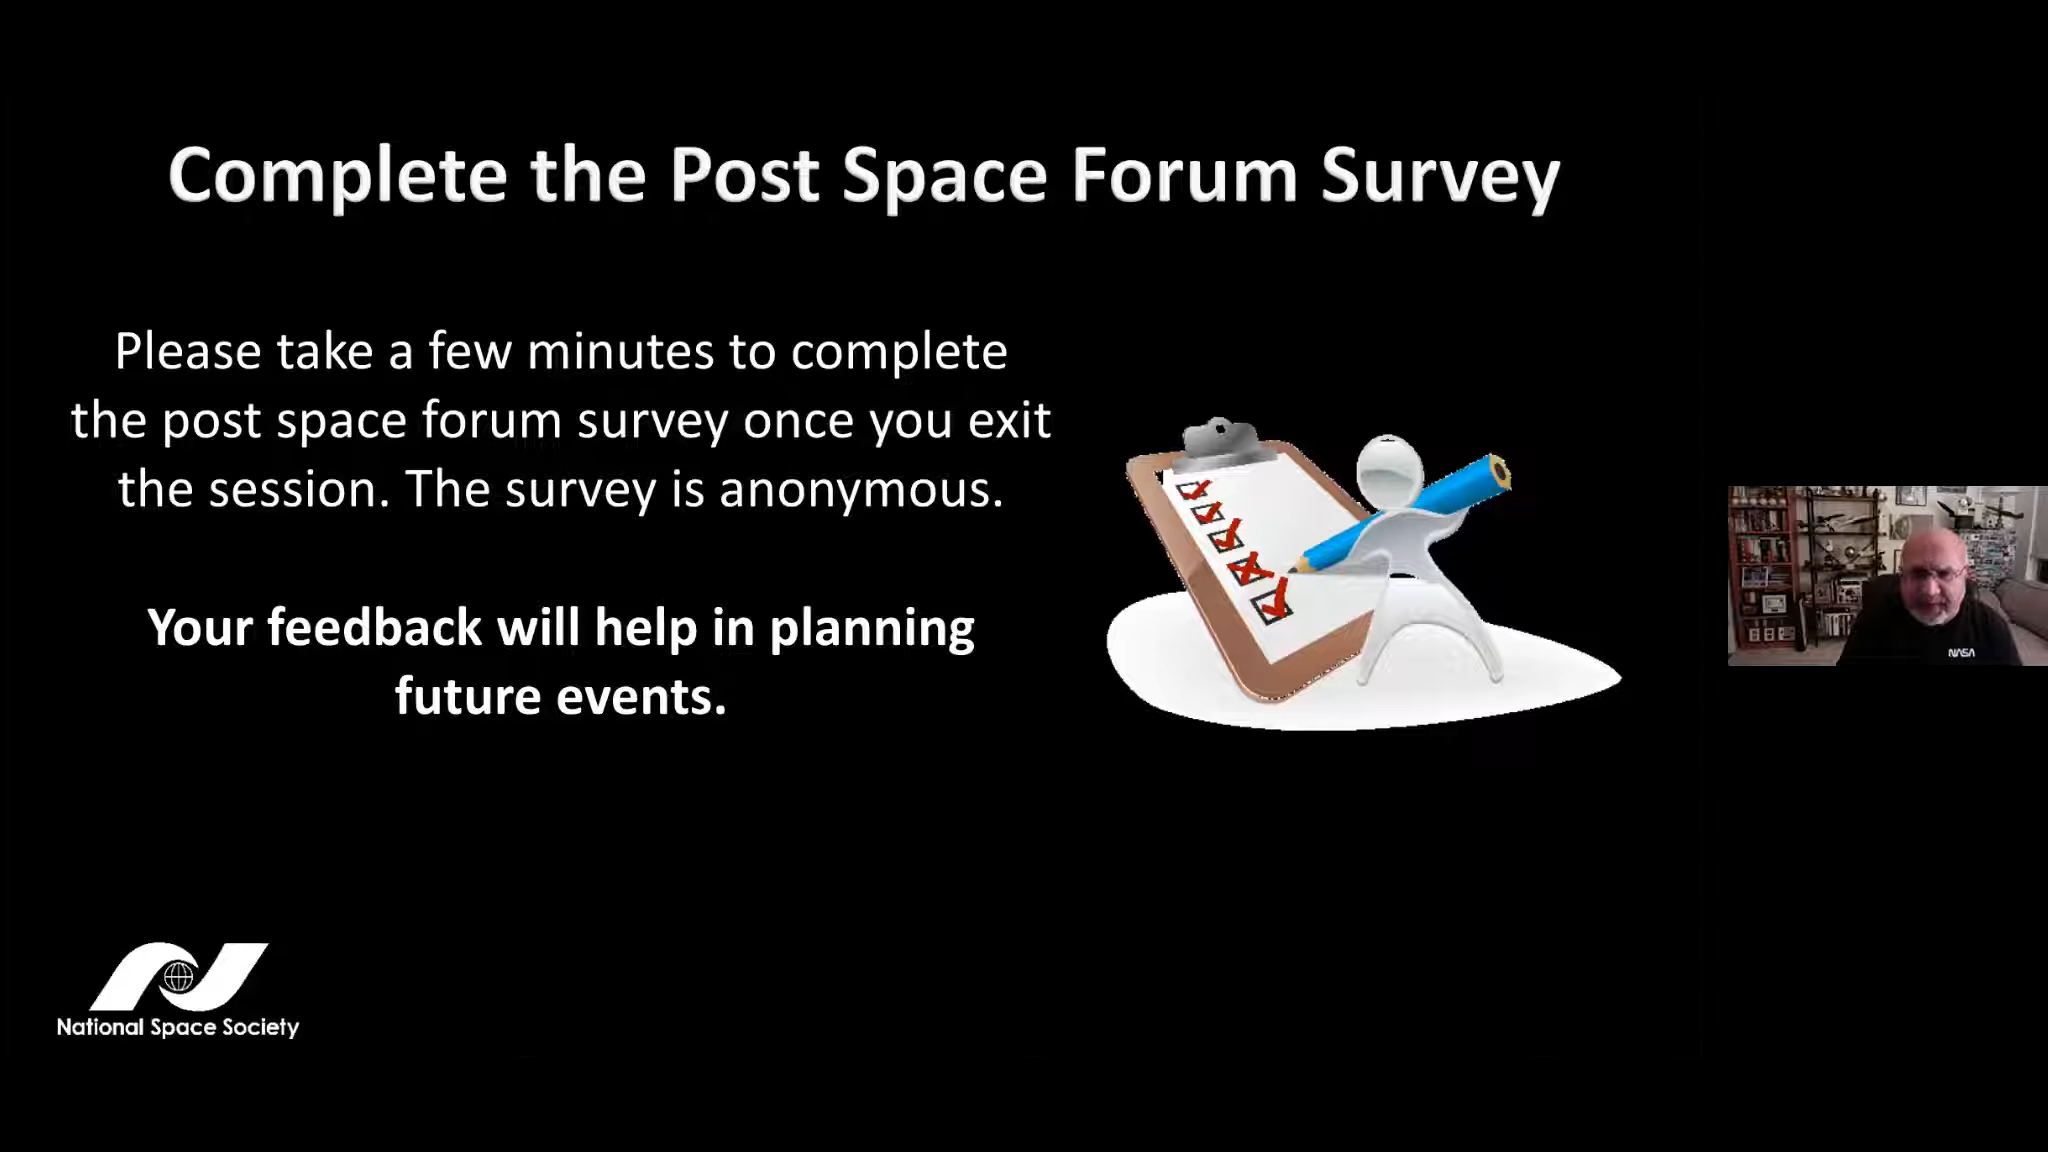 Complete the Post Space Forum Survey
Please take a few minutes to complete
the post space forum survey once you exit
the session. The survey is anonymous.
Your feedback will help in planning
future events.
NASA
National Space Society